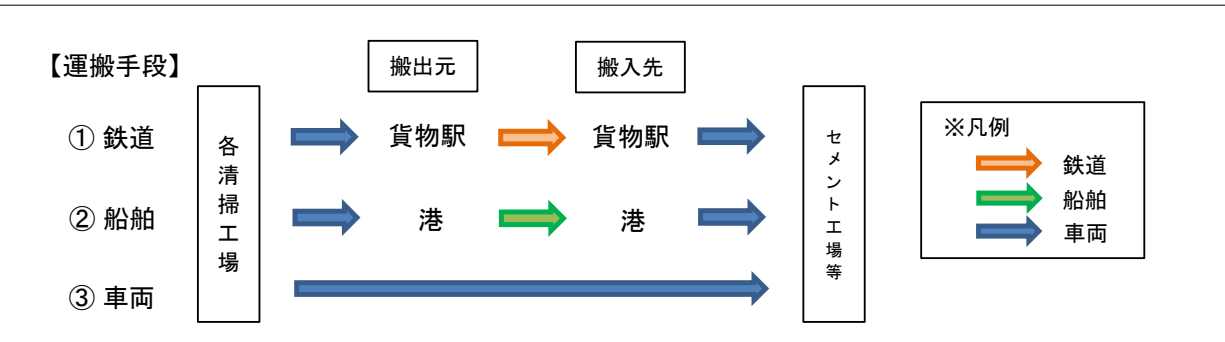 【運搬手段】
搬出元
搬入先
① 鉄道
貨物駅
貨物駅
② 船舶
港
港
③ 車両
各清掃工場
セメント工場等
※凡例
鉄道
船舶
車両